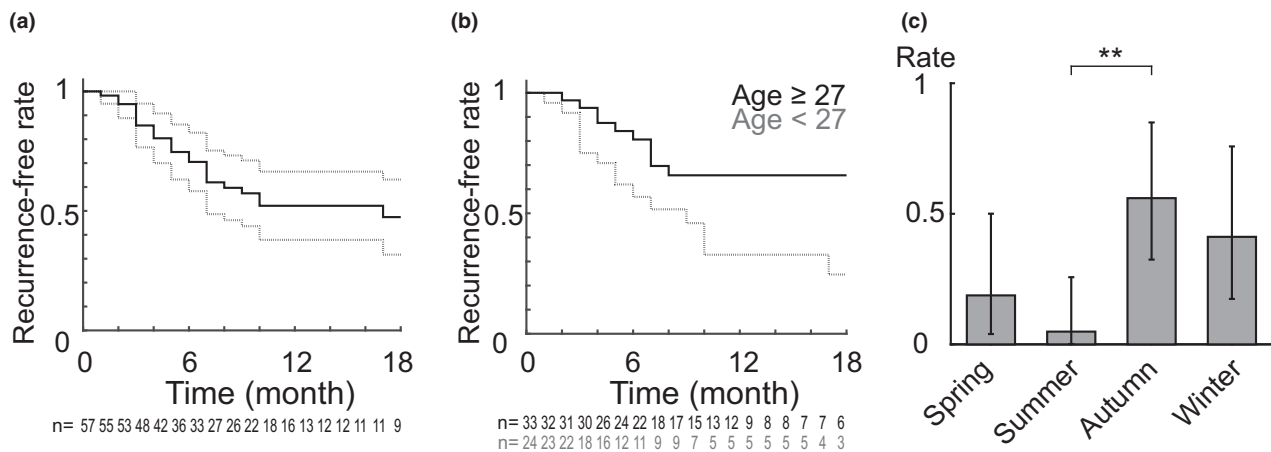 (a)
Recurrence-free rate
1
0.5
0
0 6 12 18
Time (month)
n= 57 55 53 48 42 36 33 27 26 22 18 16 13 12 12 11 11 9
(b)
Recurrence-free rate
1
0.5
0
Age ≥ 27
Age < 27
0 6 12 18
Time (month)
n= 33 32 31 30 26 24 22 18 17 15 13 12 9 8 8 7 7 6
n= 24 23 22 18 16 12 11 9 9 7 5 5 5 5 5 5 4 3
(c)
Rate
**
1
0.5
0
Spring
Summer
Autumn
Winter